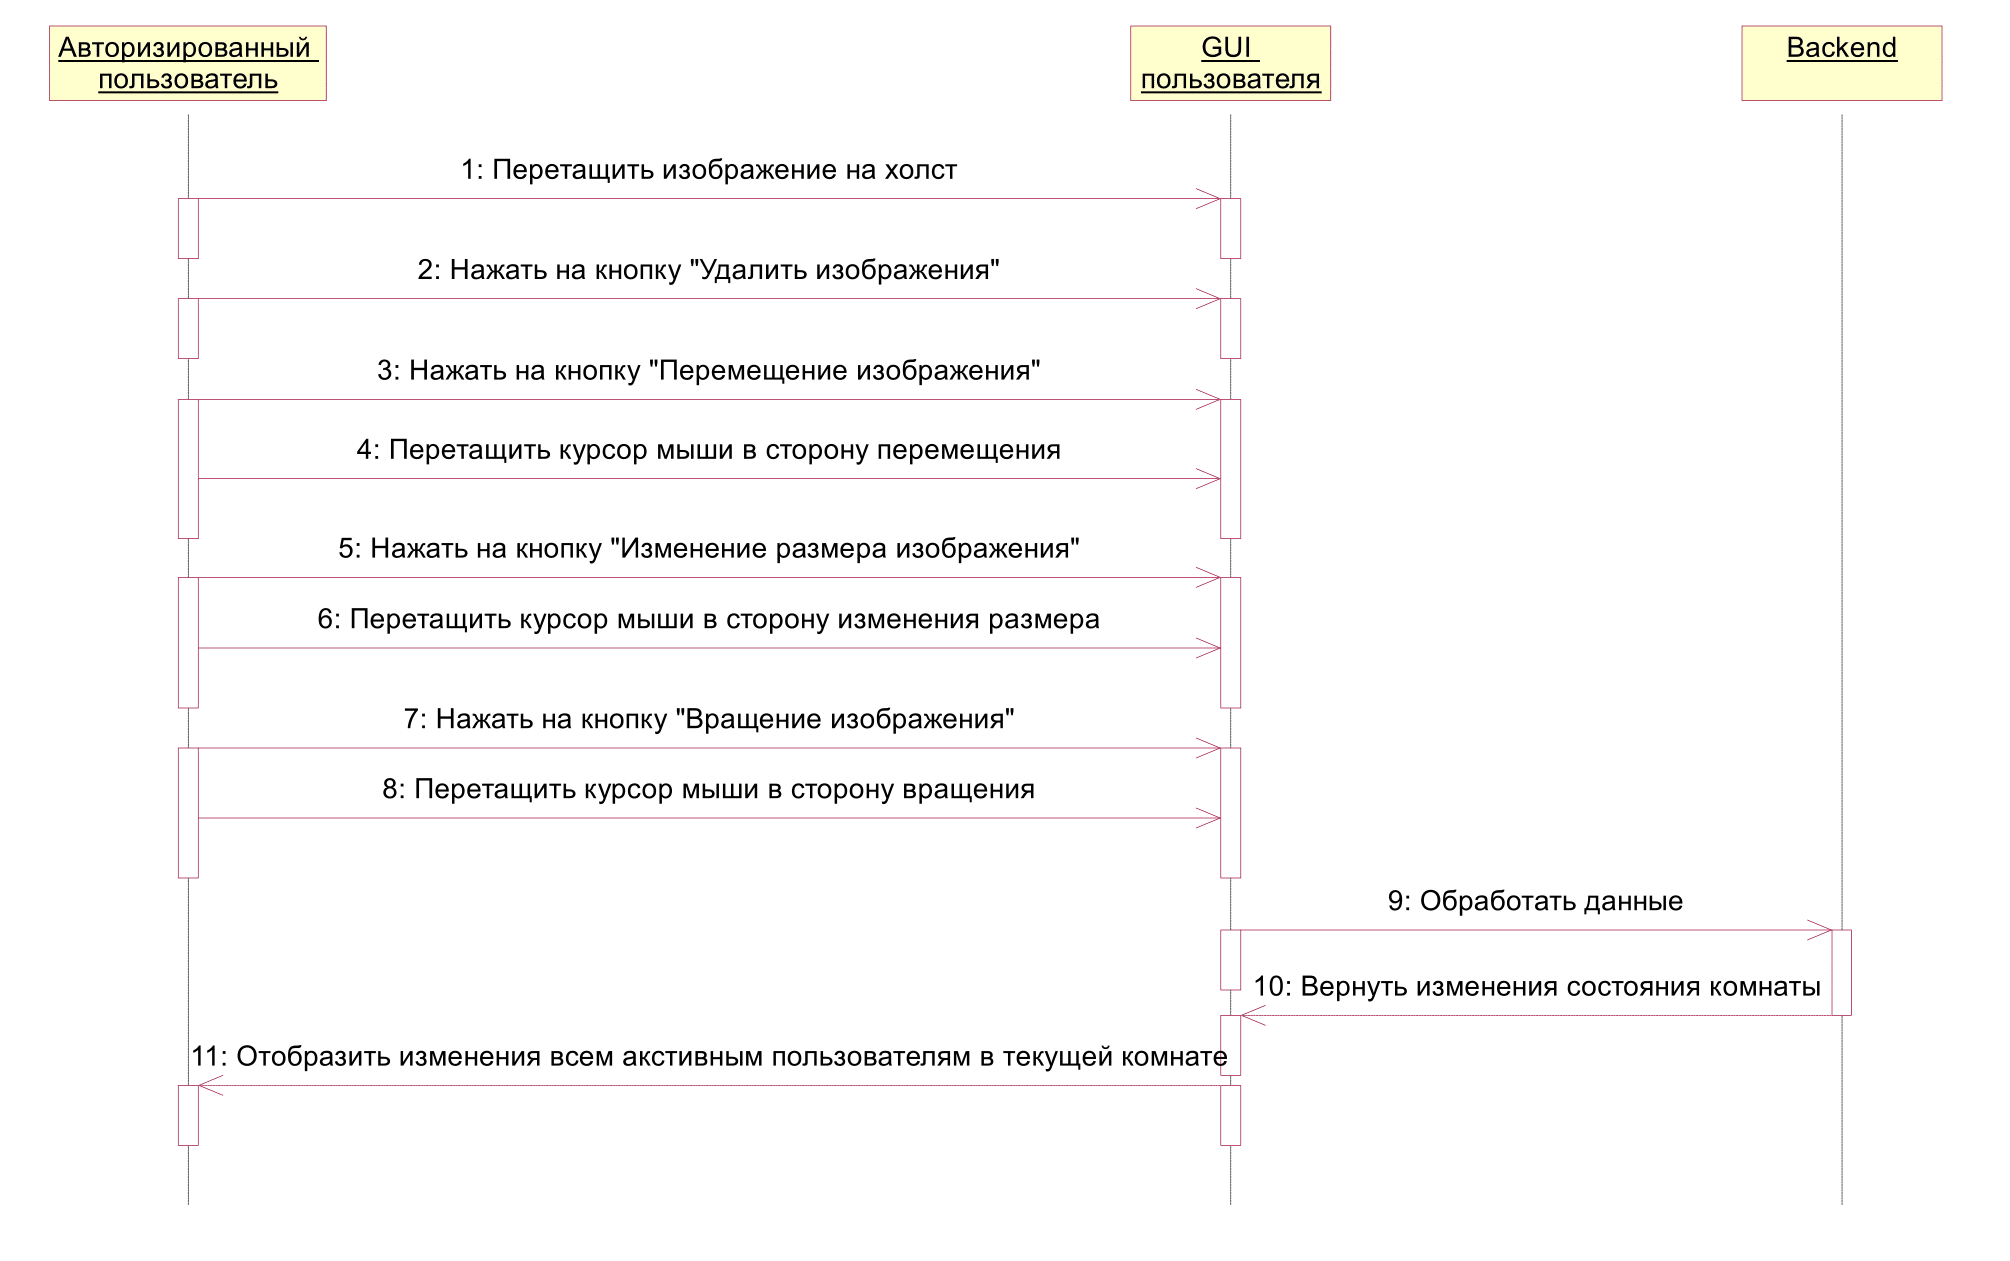 Авторизированный
пользователь
GUI
пользователя
Backend
1: Перетащить изображение на холст
2: Нажать на кнопку "Удалить изображения"
3: Нажать на кнопку "Перемещение изображения"
4: Перетащить курсор мыши в сторону перемещения
5: Нажать на кнопку "Изменение размера изображения"
6: Перетащить курсор мыши в сторону изменения размера
7: Нажать на кнопку "Вращение изображения"
8: Перетащить курсор мыши в сторону вращения
9: Обработать данные
10: Вернуть изменения состояния комнаты
11: Отобразить изменения всем акстивным пользователям в текущей комнате